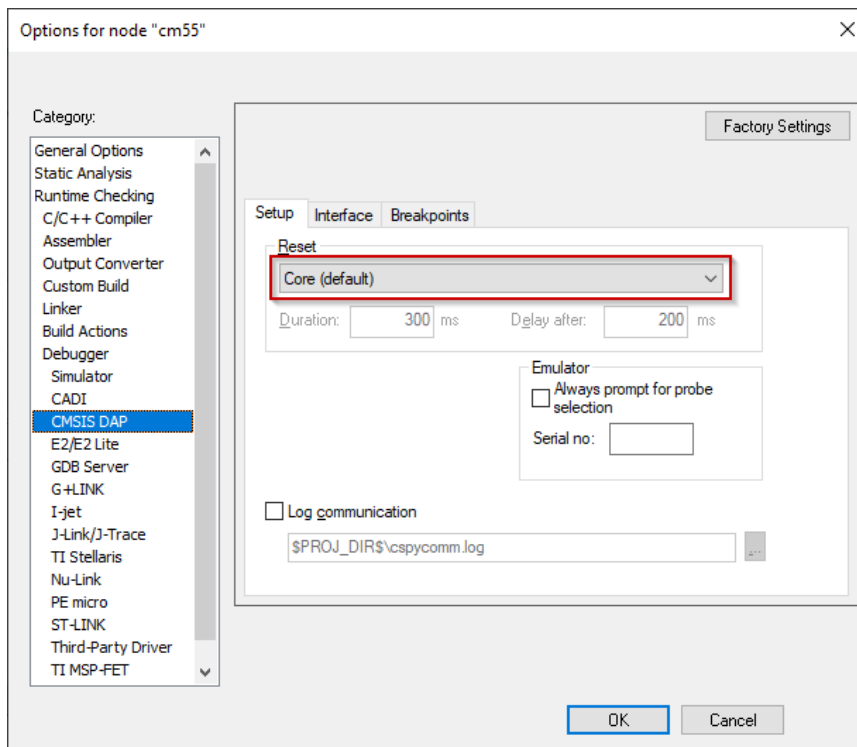 Options for node "cm55"
Category:
General Options
Static Analysis
Runtime Checking
C/C++ Compiler
Assembler
Output Converter
Custom Build
Linker
Build Actions
Debugger
Simulator
CADI
CMSIS DAP
E2/E2 Lite
GDB Server
G+LINK
I-jet
J-Link/J-Trace
TI Stellaris
Nu-Link
PE micro
ST-LINK
Third-Party Driver
TI MSP-FET
Factory Settings
Setup Interface Breakpoints
Reset
Core (default)
Duration: 300 ms Delay after: 200 ms
Emulator
Always prompt for probe
selection
Serial no:
Log communication
$PROJ_DIR$\cspycomm.log
...
OK Cancel